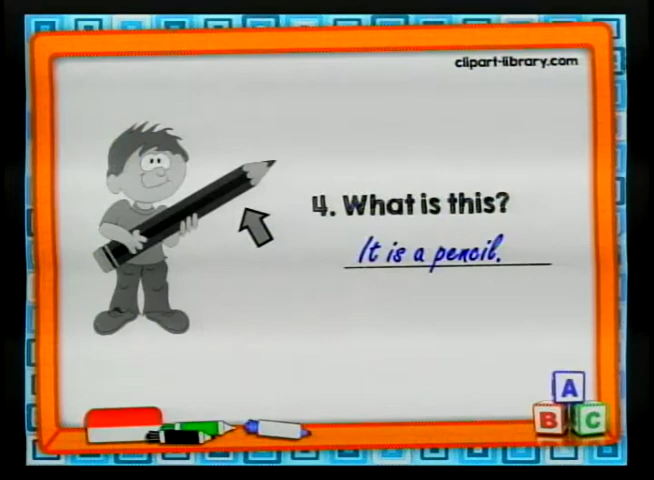 clipart-library.com
4. What is this?
It is a pencil.
A
B C